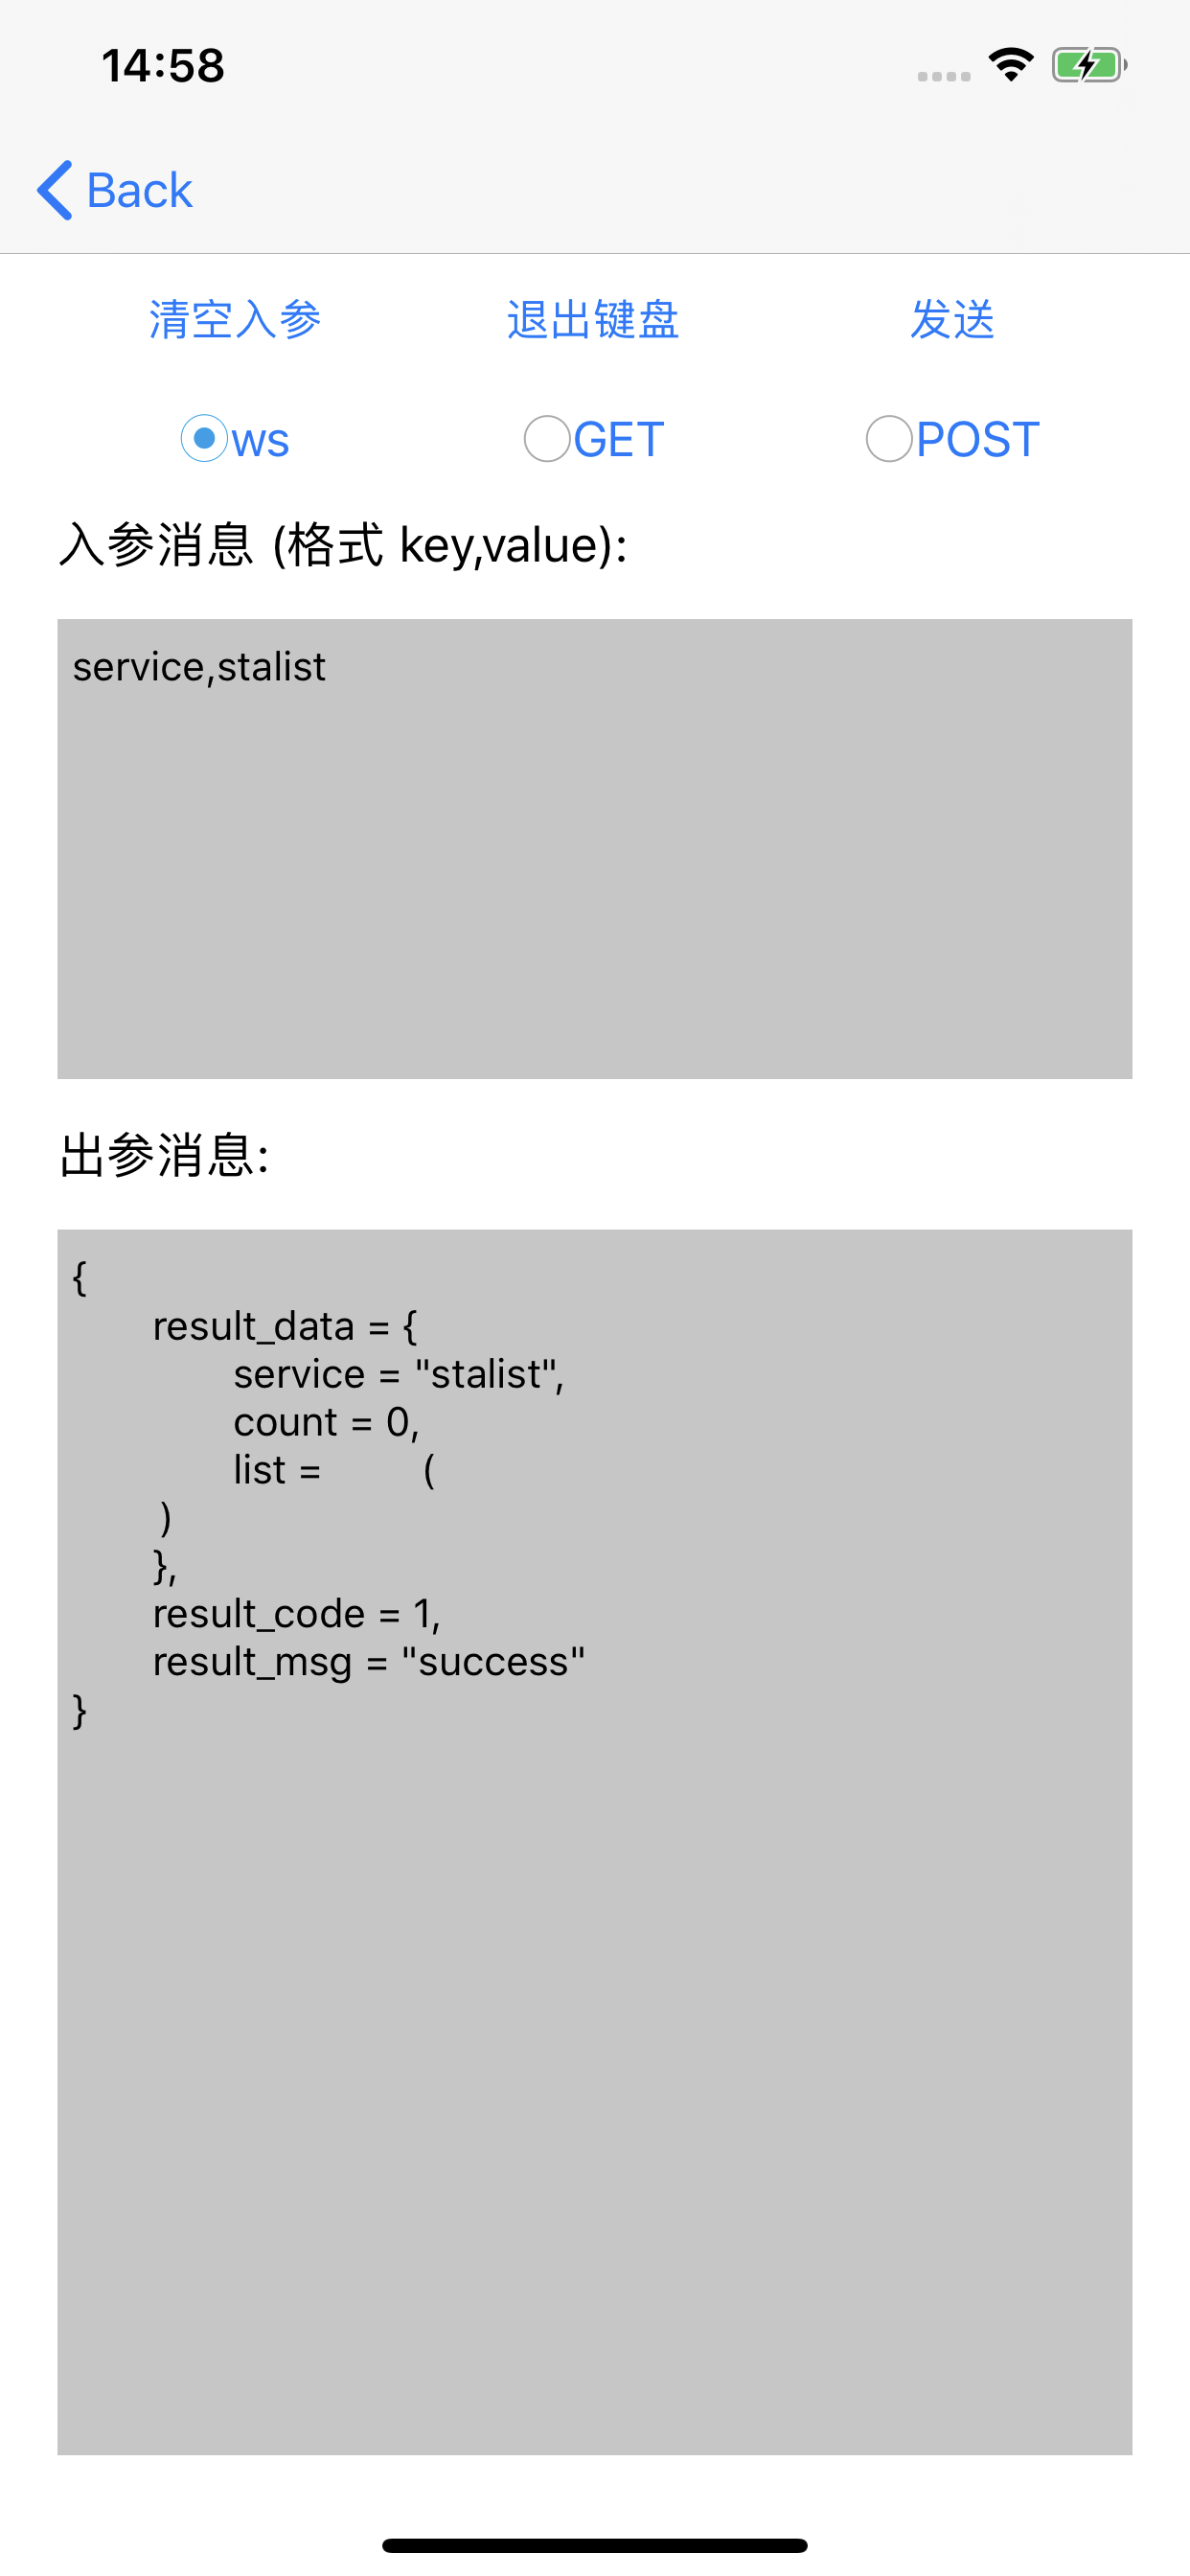 14:58
Back
清空入参 退出键盘 发送
ws GET POST
入参消息 (格式 key,value):
service,stalist
出参消息:
{
result_data = {
service = "stalist",
count = 0,
list = (
)
},
result_code = 1,
result_msg = "success"
}